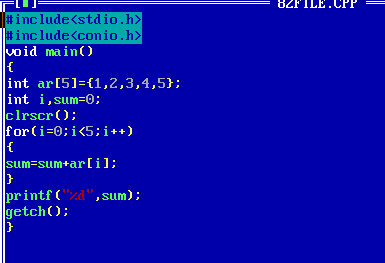 82FILE.CPP
#include<stdio.h>
#include<conio.h>
void main()
{
int ar[5]={1,2,3,4,5};
int i,sum=0;
clrscr();
for(i=0;i<5;i++)
{
sum=sum+ar[i];
}
printf("%d",sum);
getch();
}